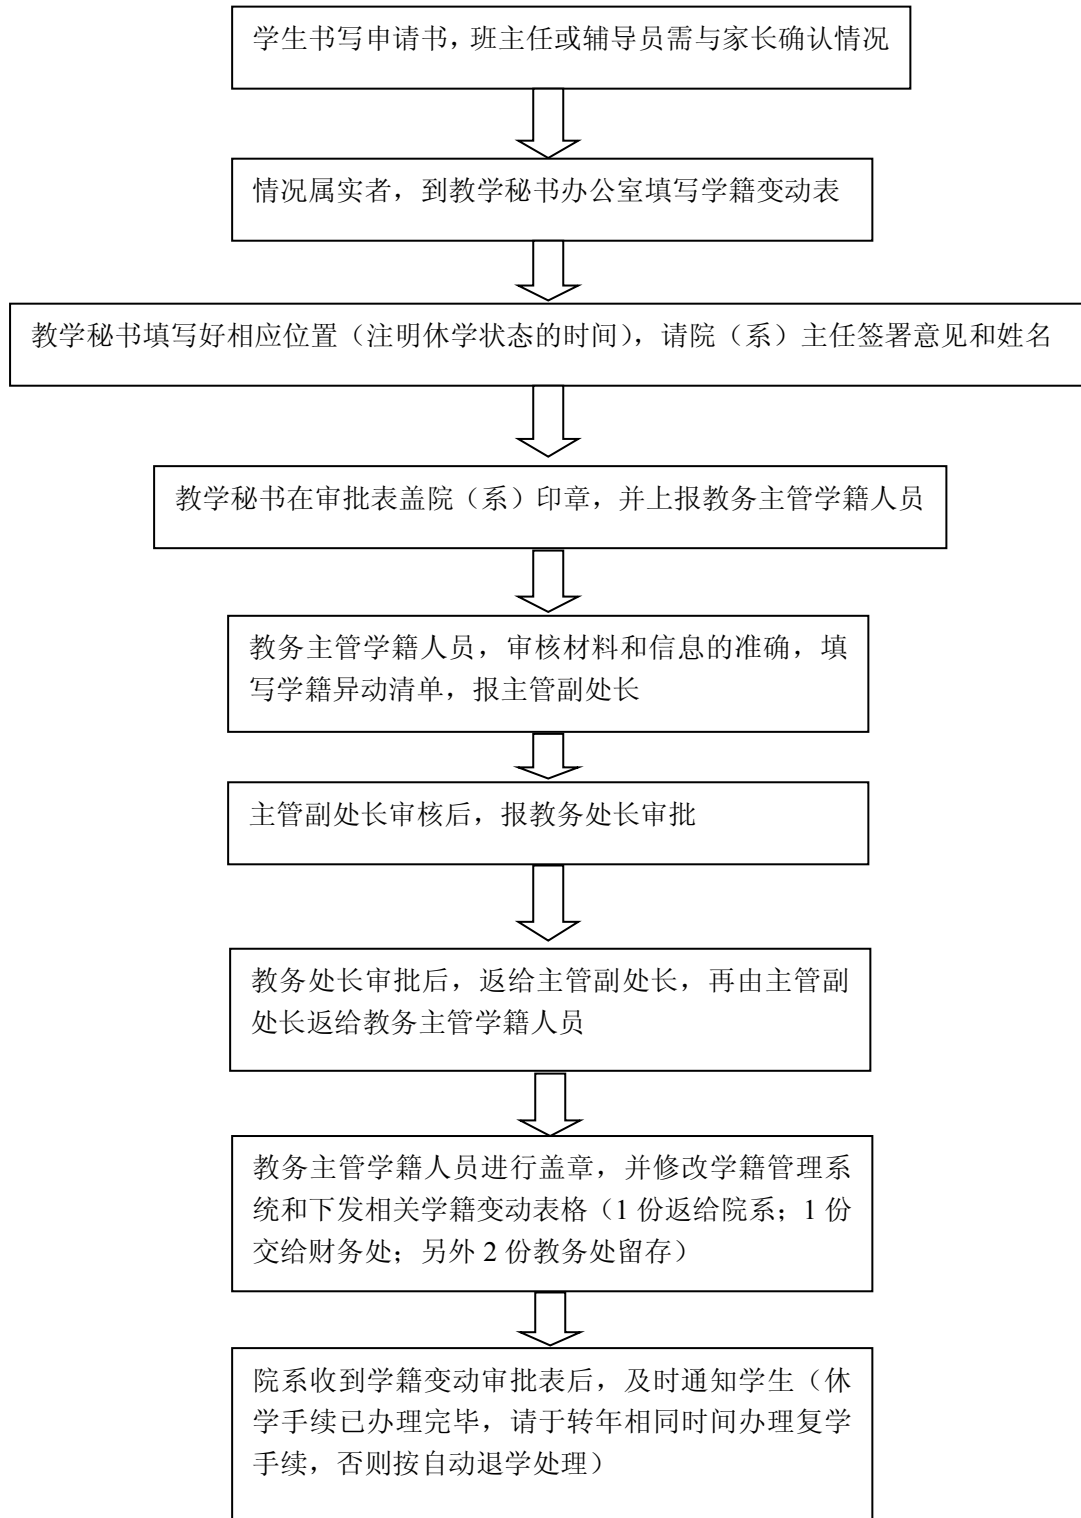 学生书写申请书，班主任或辅导员需与家长确认情况
情况属实者，到教学秘书办公室填写学籍变动表
教学秘书填写好相应位置（注明休学状态的时间），请院（系）主任签署意见和姓名
教学秘书在审批表盖院（系）印章，并上报教务主管学籍人员
教务主管学籍人员，审核材料和信息的准确，填
写学籍异动清单，报主管副处长
主管副处长审核后，报教务处长审批
教务处长审批后，返给主管副处长，再由主管副
处长返给教务主管学籍人员
教务主管学籍人员进行盖章，并修改学籍管理系
统和下发相关学籍变动表格（1 份返给院系；1 份
交给财务处；另外 2 份教务处留存）
院系收到学籍变动审批表后，及时通知学生（休
学手续已办理完毕，请于转年相同时间办理复学
手续，否则按自动退学处理）